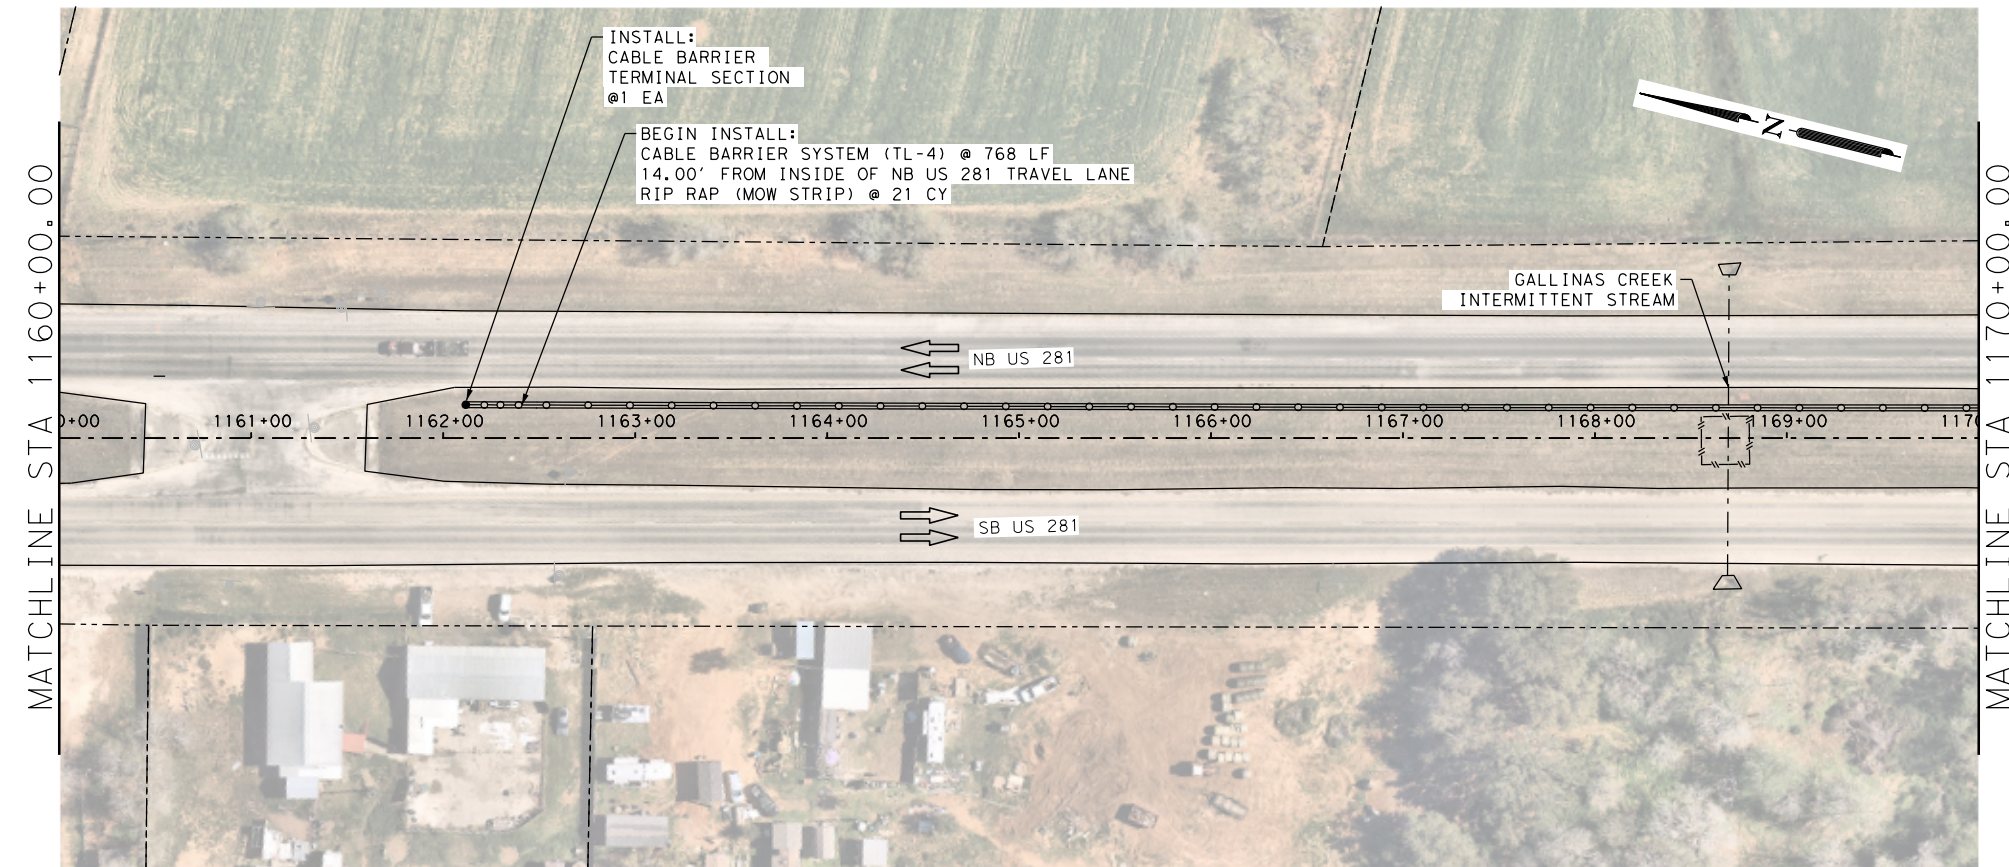 INSTALL:
CABLE BARRIER
TERMINAL SECTION
@1 EA
BEGIN INSTALL:
CABLE BARRIER SYSTEM (TL-4) @ 768 LF
14.00' FROM INSIDE OF NB US 281 TRAVEL LANE
RIP RAP (MOW STRIP) @ 21 CY
N
GALLINAS CREEK
INTERMITTENT STREAM
NB US 281
0+00 1161+00 1162+00 1163+00 1164+00 1165+00 1166+00 1167+00 1168+00 1169+00 1170
SB US 281
MATCHLINE STA 1160+00.00
MATCHLINE STA 1170+00.00